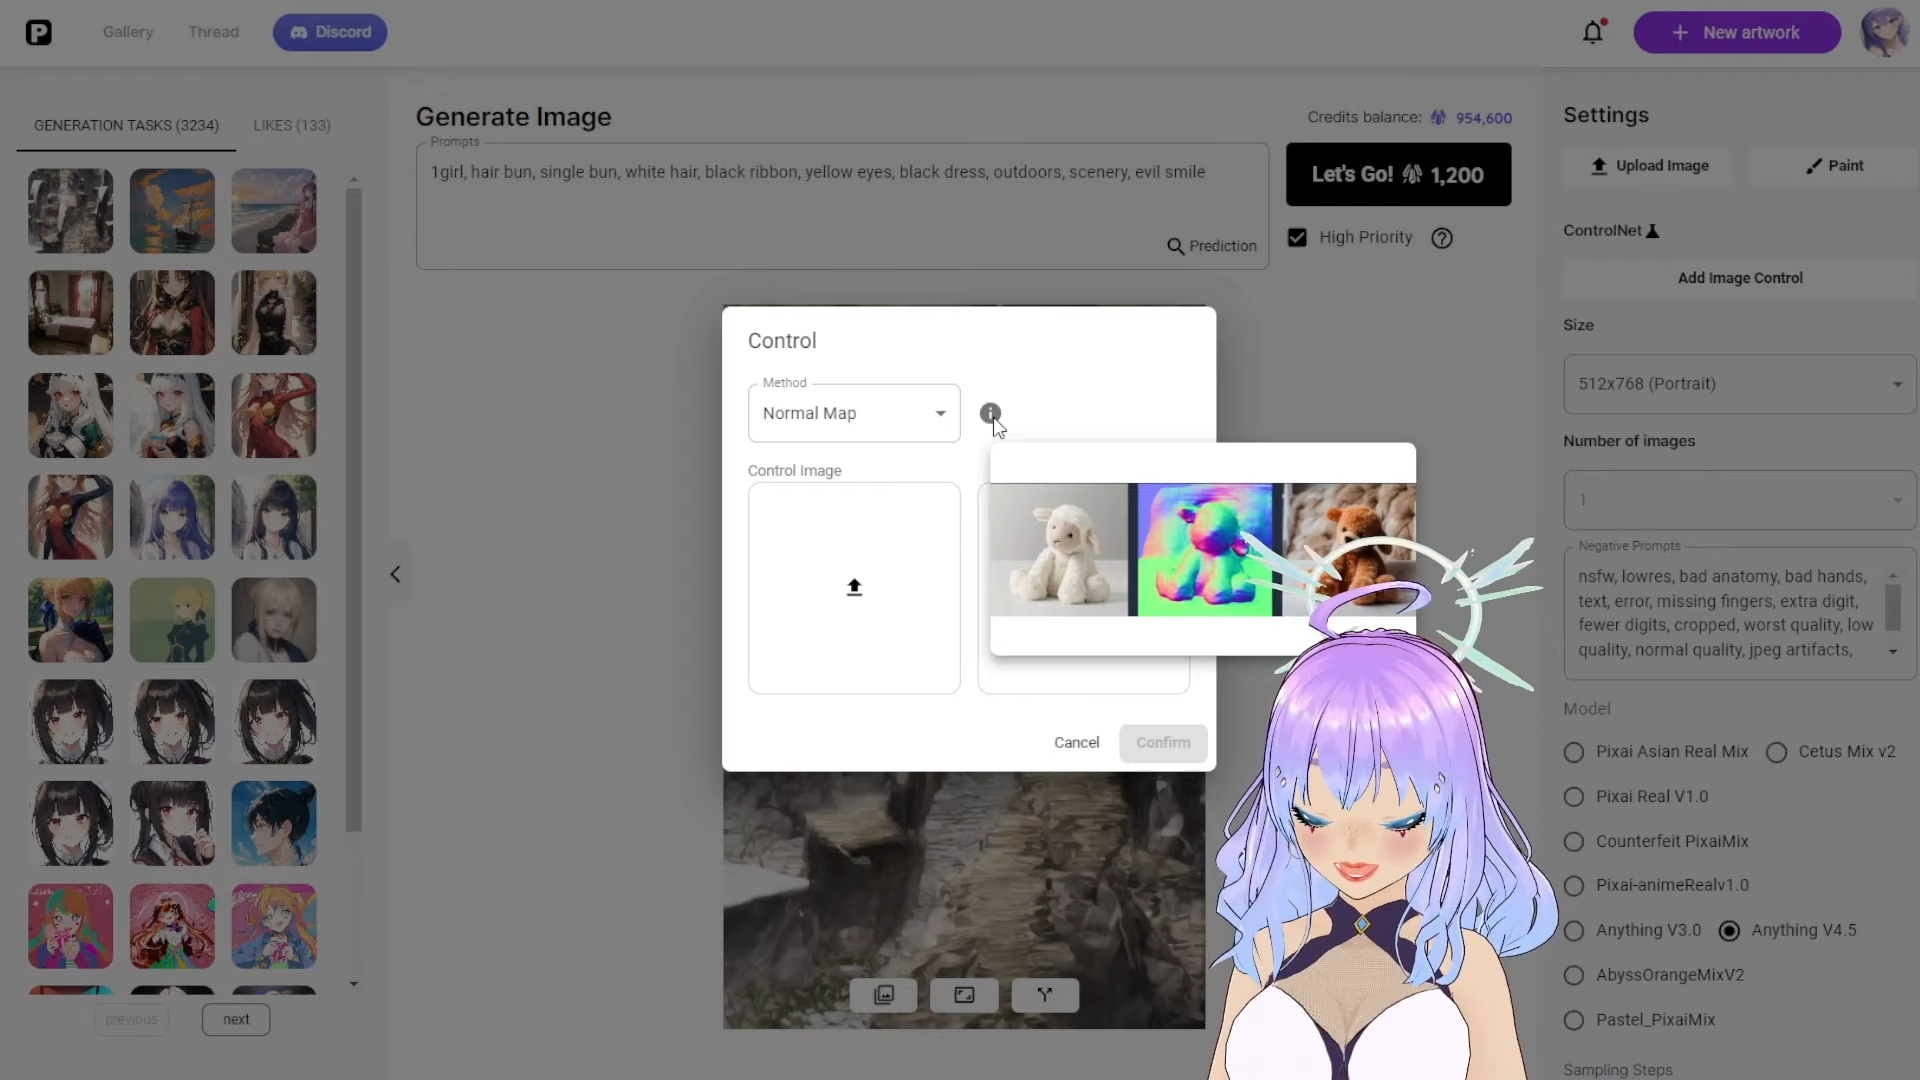 P
Gallery
Thread
Discord
New artwork
GENERATION TASKS (3234)
LIKES (133)
Generate Image
Credits balance:
954,600
Prompts
1girl, hair bun, single bun, white hair, black ribbon, yellow eyes, black dress, outdoors, scenery, evil smile
Prediction
Let's Go! 1,200
High Priority
Settings
Upload Image
Paint
ControlNet
Add Image Control
Size
512x768 (Portrait)
Number of images
1
Negative Prompts
nsfw, lowres, bad anatomy, bad hands,
text, error, missing fingers, extra digit,
fewer digits, cropped, worst quality, low
quality, normal quality, jpeg artifacts,
Model
Pixai Asian Real Mix
Cetus Mix v2
Pixai Real V1.0
Counterfeit PixaiMix
Pixai-animeRealv1.0
Anything V3.0
Anything V4.5
AbyssOrangeMixV2
Pastel_PixaiMix
Sampling Steps
Control
Method
Normal Map
Control Image
Cancel
Confirm
previous
next